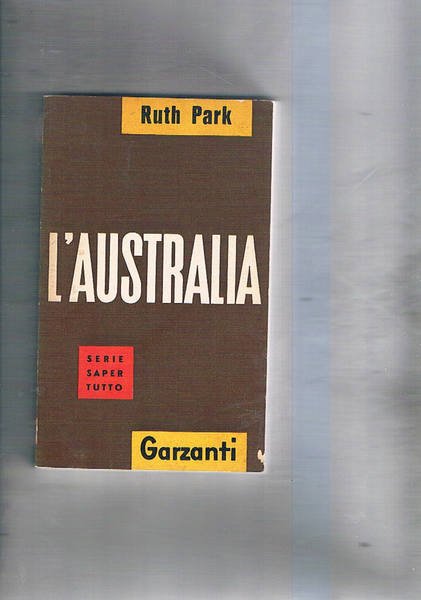 Ruth Park
L'AUSTRALIA
SERIE
SAPER
TUTTO
Garzanti